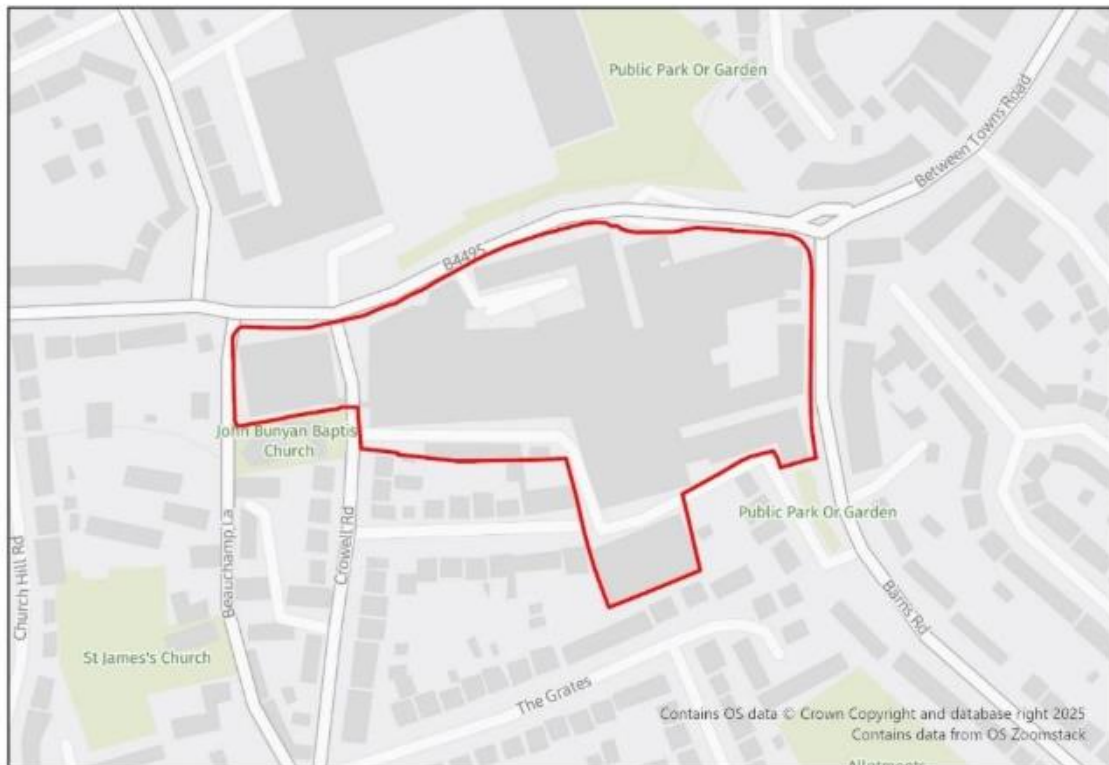 Public Park Or Garden
Between Towns Road
B4495
John Bunyan Baptis
Church
Public Park Or Garden
Crowell Rd
Beauchamp La
Church Hill Rd
Barns Rd
St James's Church
The Grates
Contains OS data © Crown Copyright and database right 2025
Contains data from OS Zoomstack
Allotments